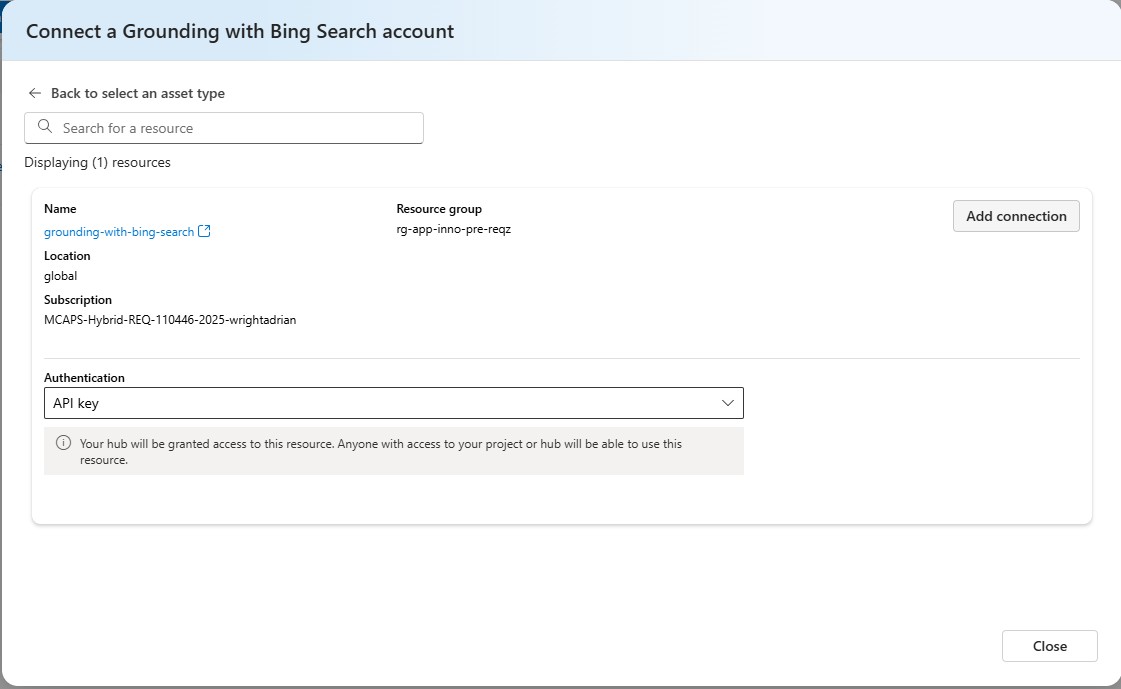 Connect a Grounding with Bing Search account
Back to select an asset type
Search for a resource
Displaying (1) resources
Name
grounding-with-bing-search
Resource group
rg-app-inno-pre-reqz
Add connection
Location
global
Subscription
MCAPS-Hybrid-REQ-110446-2025-wrightadrian
Authentication
API key
Your hub will be granted access to this resource. Anyone with access to your project or hub will be able to use this
resource.
Close